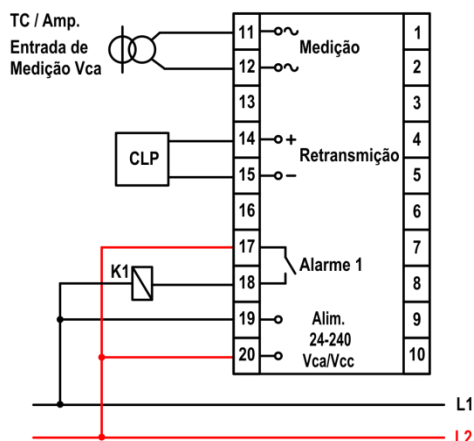 TC / Amp.
Entrada de
Medição Vca
11
Medição
1
12
2
13
3
CLP
14
+
Retransmição
4
15
−
5
16
6
17
Alarme 1
7
K1
18
8
19
Alim.
24-240
Vca/Vcc
9
20
10
L1
L2